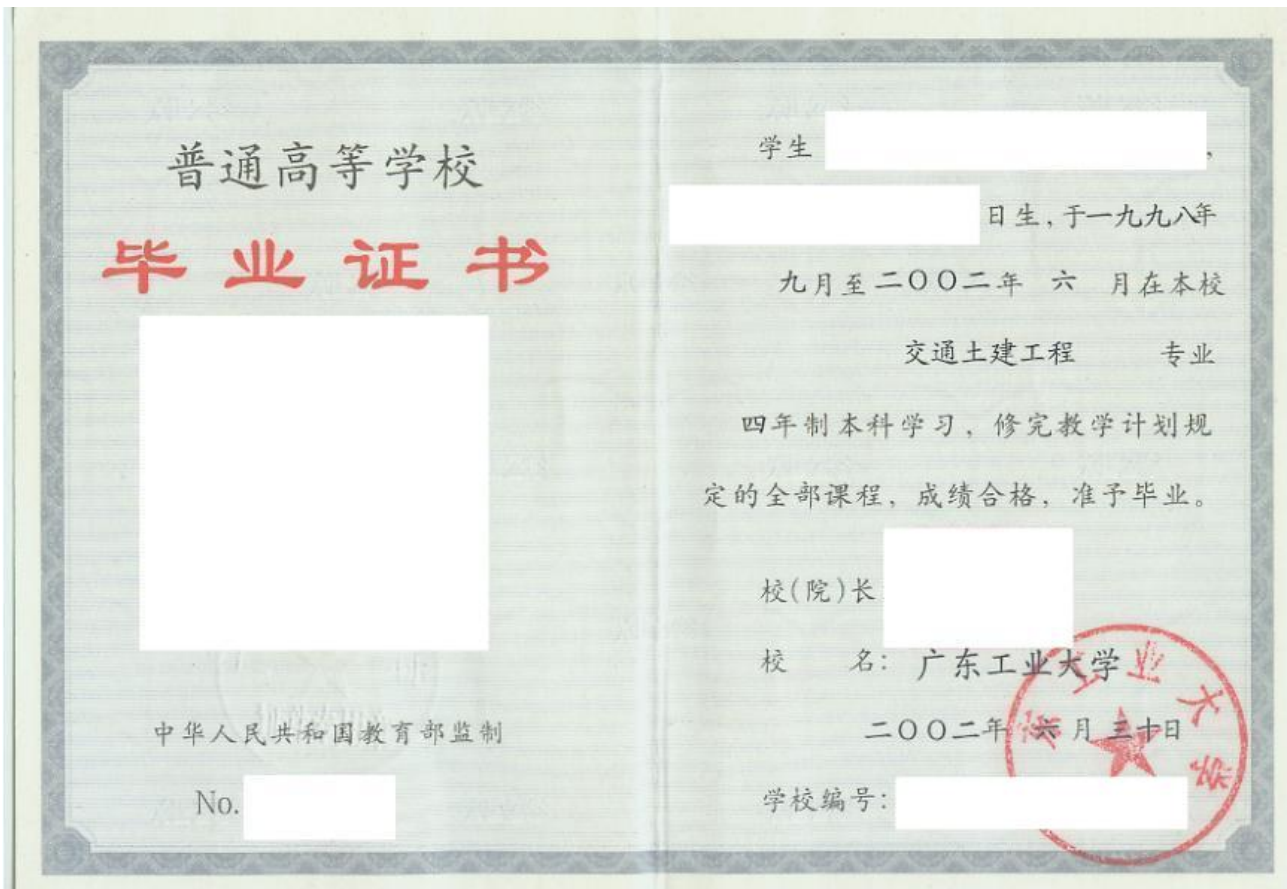 普通高等学校
毕业证书
中华人民共和国教育部监制
No.
学生 ,
日生,于一九九八年
九月至二〇〇二年 六 月在本校
交通土建工程 专业
四年制本科学习,修完教学计划规
定的全部课程,成绩合格,准予毕业。
校(院)长
校 名: 广东工业大学
二〇〇二年 六月 三十日
学校编号: